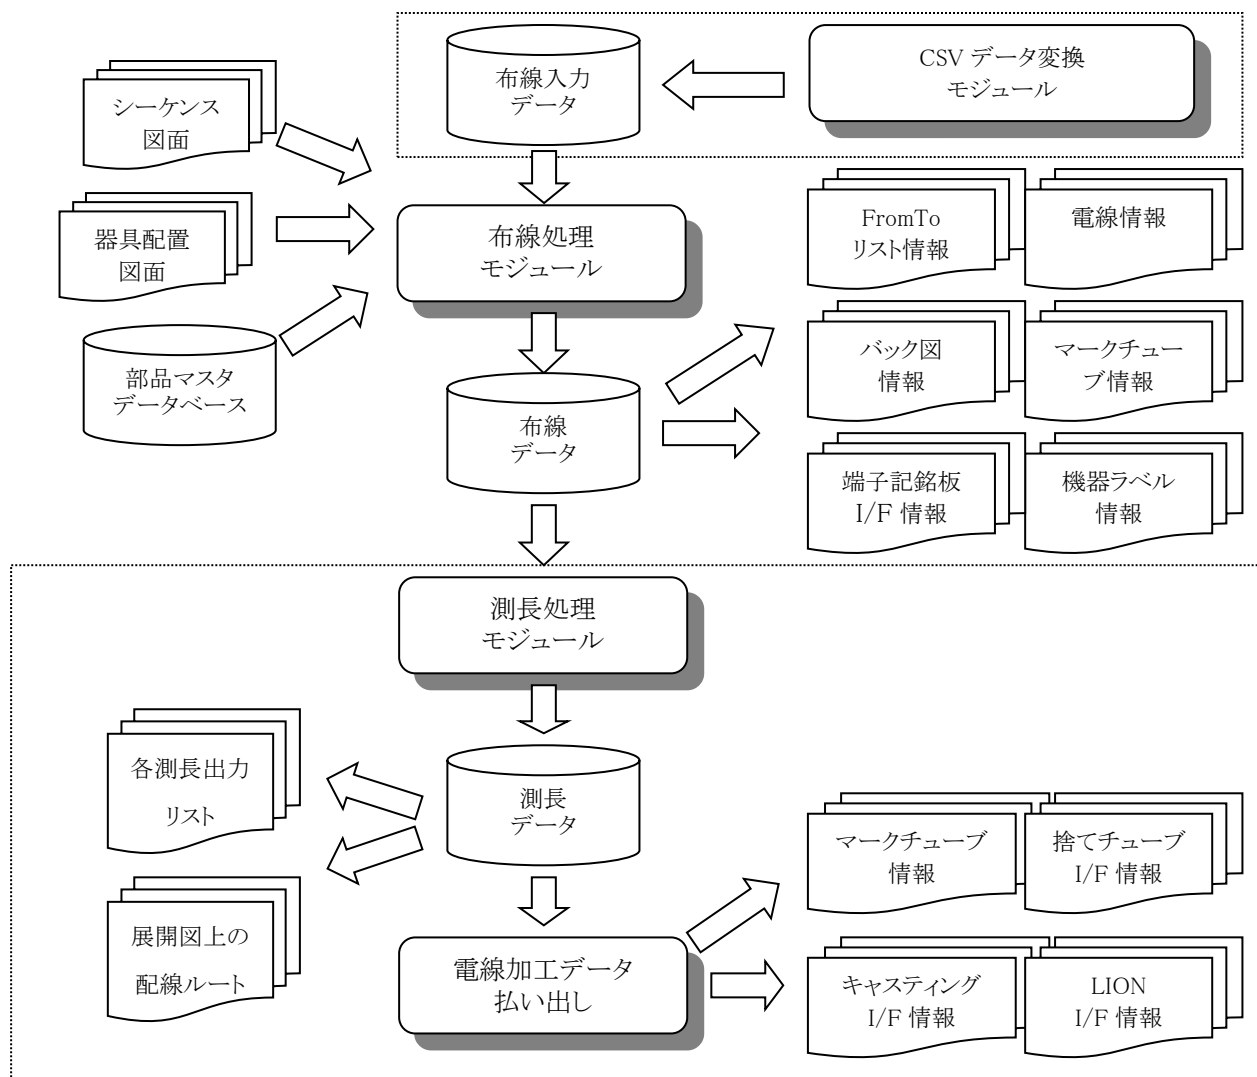 布線入力
データ
CSV データ変換
モジュール
シーケンス
図面
器具配置
図面
部品マスタ
データベース
布線処理
モジュール
布線
データ
FromTo
リスト情報
電線情報
バック図
情報
マークチュー
ブ情報
端子記銘板
I/F 情報
機器ラベル
情報
測長処理
モジュール
測長
データ
各測長出力
リスト
展開図上の
配線ルート
電線加工データ
払い出し
マークチューブ
情報
捨てチューブ
I/F 情報
キャスティング
I/F 情報
LION
I/F 情報